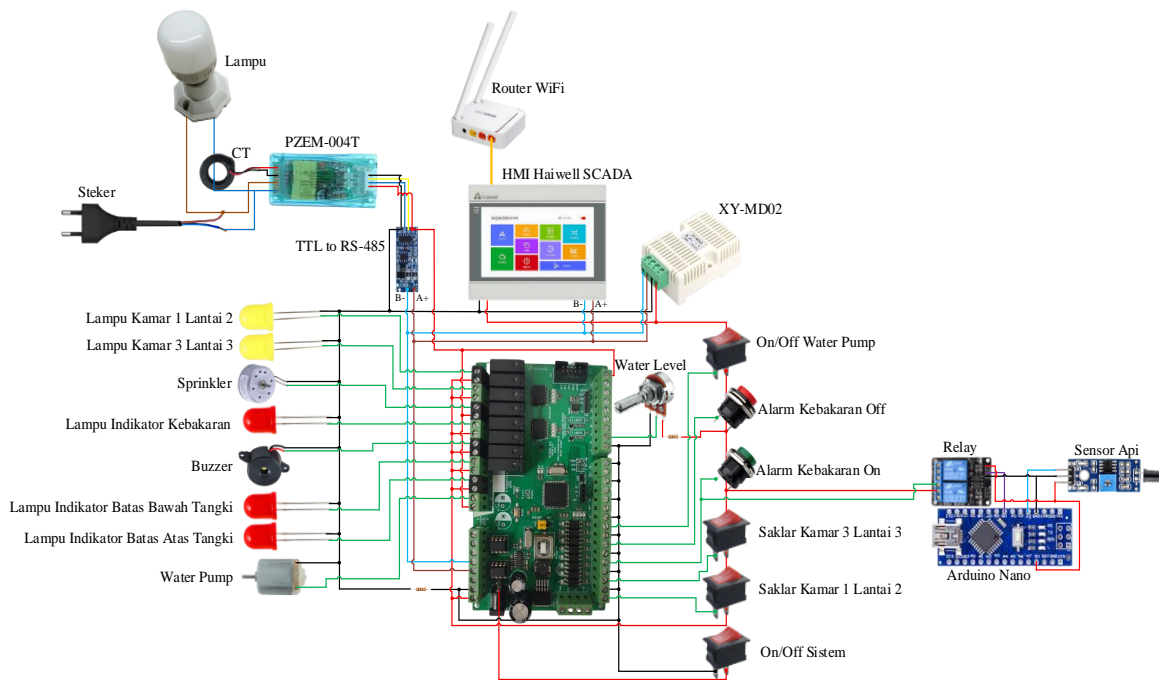 Lampu
Router WiFi
PZEM-004T
CT
HMI Haiwell SCADA
Steker
XY-MD02
TTL to RS-485
B-
A+
B-
A+
Lampu Kamar 1 Lantai 2
On/Off Water Pump
Lampu Kamar 3 Lantai 3
Water Level
Sprinkler
Alarm Kebakaran Off
Lampu Indikator Kebakaran
Relay
Sensor Api
Buzzer
Alarm Kebakaran On
Lampu Indikator Batas Bawah Tangki
Saklar Kamar 3 Lantai 3
Lampu Indikator Batas Atas Tangki
Water Pump
Arduino Nano
Saklar Kamar 1 Lantai 2
On/Off Sistem